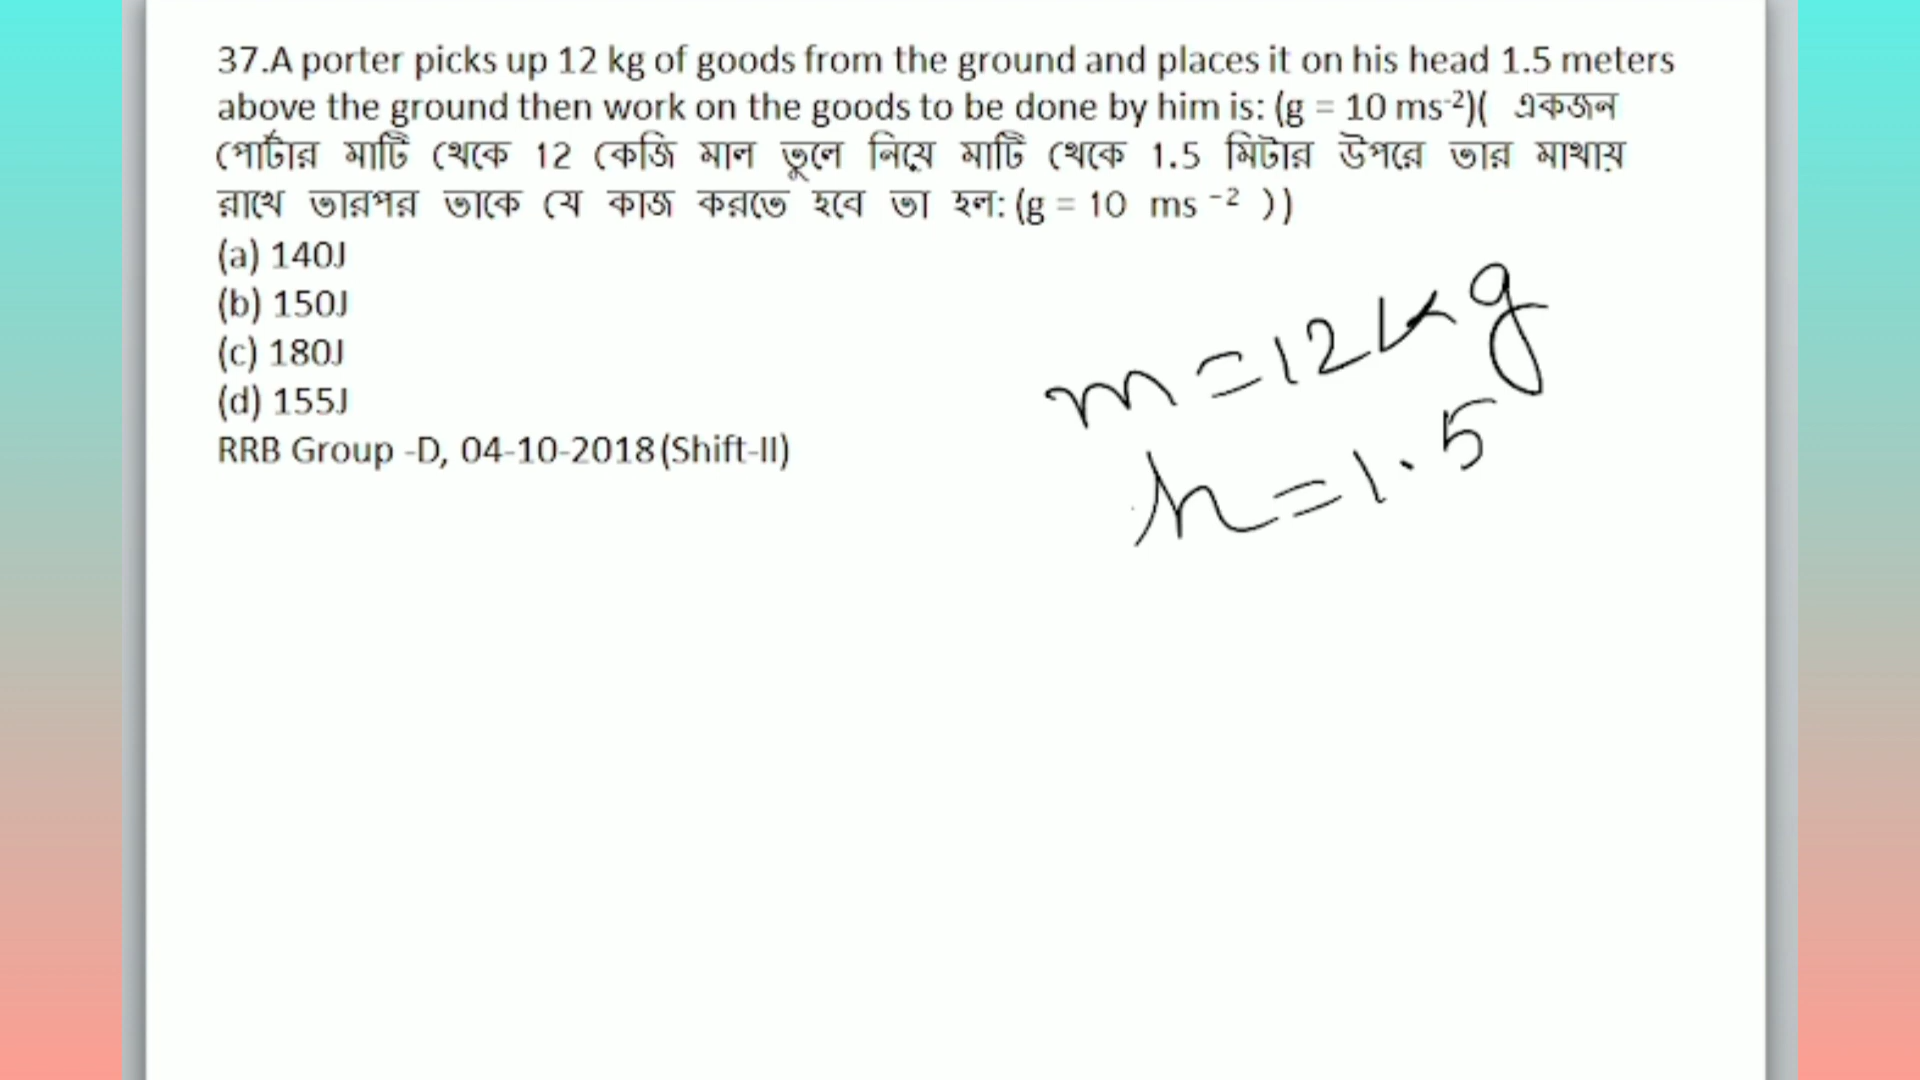 37.A porter picks up 12 kg of goods from the ground and places it on his head 1.5 meters
above the ground then work on the goods to be done by him is: (g = 10 ms-2)( একজন
পোর্টার মাটি থেকে 12 কেজি মাল তুলে নিয়ে মাটি থেকে 1.5 মিটার উপরে তার মাথায়
রাখে তারপর তাকে যে কাজ করতে হবে তা হল: (g = 10 ms -2 ))
(a) 140J
(b) 150J
(c) 180J
(d) 155J
RRB Group -D, 04-10-2018(Shift-II)
m=12kg
h=1.5